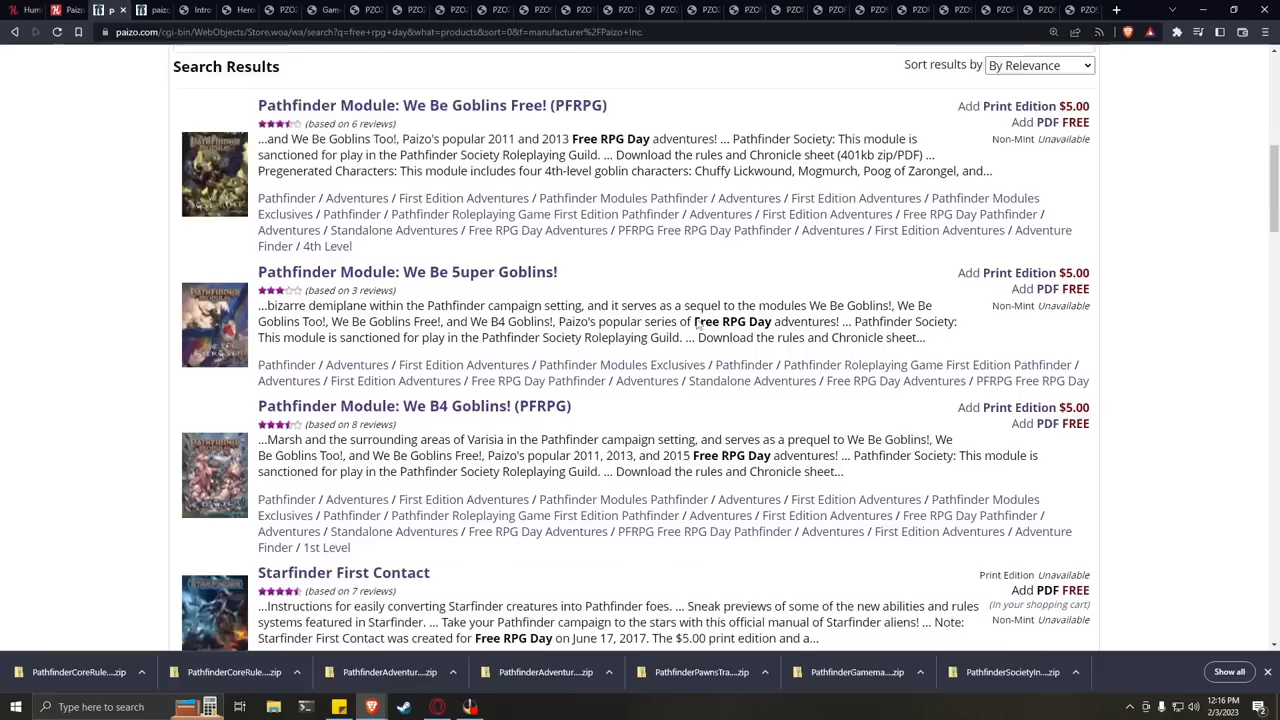 Hum
paizo
paizo
paizo
paizo.com/cgi-bin/WebObjects/Store.woa/wa/search?q=free+rpg+day&what=products&sort=0&f=manufacturer%2FPaizo+Inc.
Search Results
Sort results by By Relevance
Pathfinder Module: We Be Goblins Free! (PFRPG)
Add Print Edition $5.00
(based on 6 reviews)
Add PDF FREE
...and We Be Goblins Too!, Paizo's popular 2011 and 2013 Free RPG Day adventures! ... Pathfinder Society: This module is
Non-Mint Unavailable
sanctioned for play in the Pathfinder Society Roleplaying Guild. ... Download the rules and Chronicle sheet (401kb zip/PDF) ...
Pregenerated Characters: This module includes four 4th-level goblin characters: Chuffy Lickwound, Mogmurch, Poog of Zarongel, and...
Pathfinder / Adventures / First Edition Adventures / Pathfinder Modules Pathfinder / Adventures / First Edition Adventures / Pathfinder Modules
Exclusives / Pathfinder / Pathfinder Roleplaying Game First Edition Pathfinder / Adventures / First Edition Adventures / Free RPG Day Pathfinder /
Adventures / Standalone Adventures / Free RPG Day Adventures / PFRPG Free RPG Day Pathfinder / Adventures / First Edition Adventures / Adventure
Finder / 4th Level
Pathfinder Module: We Be 5uper Goblins!
Add Print Edition $5.00
(based on 3 reviews)
Add PDF FREE
...bizarre demiplane within the Pathfinder campaign setting, and it serves as a sequel to the modules We Be Goblins!, We Be
Non-Mint Unavailable
Goblins Too!, We Be Goblins Free!, and We B4 Goblins!, Paizo's popular series of Free RPG Day adventures! ... Pathfinder Society:
This module is sanctioned for play in the Pathfinder Society Roleplaying Guild. ... Download the rules and Chronicle sheet...
Pathfinder / Adventures / First Edition Adventures / Pathfinder Modules Exclusives / Pathfinder / Pathfinder Roleplaying Game First Edition Pathfinder /
Adventures / First Edition Adventures / Free RPG Day Pathfinder / Adventures / Standalone Adventures / Free RPG Day Adventures / PFRPG Free RPG Day
Pathfinder Module: We B4 Goblins! (PFRPG)
Add Print Edition $5.00
(based on 8 reviews)
Add PDF FREE
...Marsh and the surrounding areas of Varisia in the Pathfinder campaign setting, and serves as a prequel to We Be Goblins!, We
Non-Mint Unavailable
Be Goblins Too!, and We Be Goblins Free!, Paizo's popular 2011, 2013, and 2015 Free RPG Day adventures! ... Pathfinder Society: This module is
sanctioned for play in the Pathfinder Society Roleplaying Guild. ... Download the rules and Chronicle sheet...
Pathfinder / Adventures / First Edition Adventures / Pathfinder Modules Pathfinder / Adventures / First Edition Adventures / Pathfinder Modules
Exclusives / Pathfinder / Pathfinder Roleplaying Game First Edition Pathfinder / Adventures / First Edition Adventures / Free RPG Day Pathfinder /
Adventures / Standalone Adventures / Free RPG Day Adventures / PFRPG Free RPG Day Pathfinder / Adventures / First Edition Adventures / Adventure
Finder / 1st Level
Starfinder First Contact
Print Edition Unavailable
(based on 7 reviews)
Add PDF FREE
...Instructions for easily converting Starfinder creatures into Pathfinder foes. ... Sneak previews of some of the new abilities and rules
(In your shopping cart)
systems featured in Starfinder. ... Take your Pathfinder campaign to the stars with this official manual of Starfinder aliens! ... Note:
Non-Mint Unavailable
Starfinder First Contact was created for Free RPG Day on June 17, 2017. The $5.00 print edition and a...
PathfinderCoreRule....zip
PathfinderCoreRule....zip
PathfinderAdventur....zip
PathfinderAdventur....zip
PathfinderPawnsTra....zip
PathfinderGamema....zip
PathfinderSocietyIn....zip
Show all
Type here to search
12:16 PM
2/3/2023